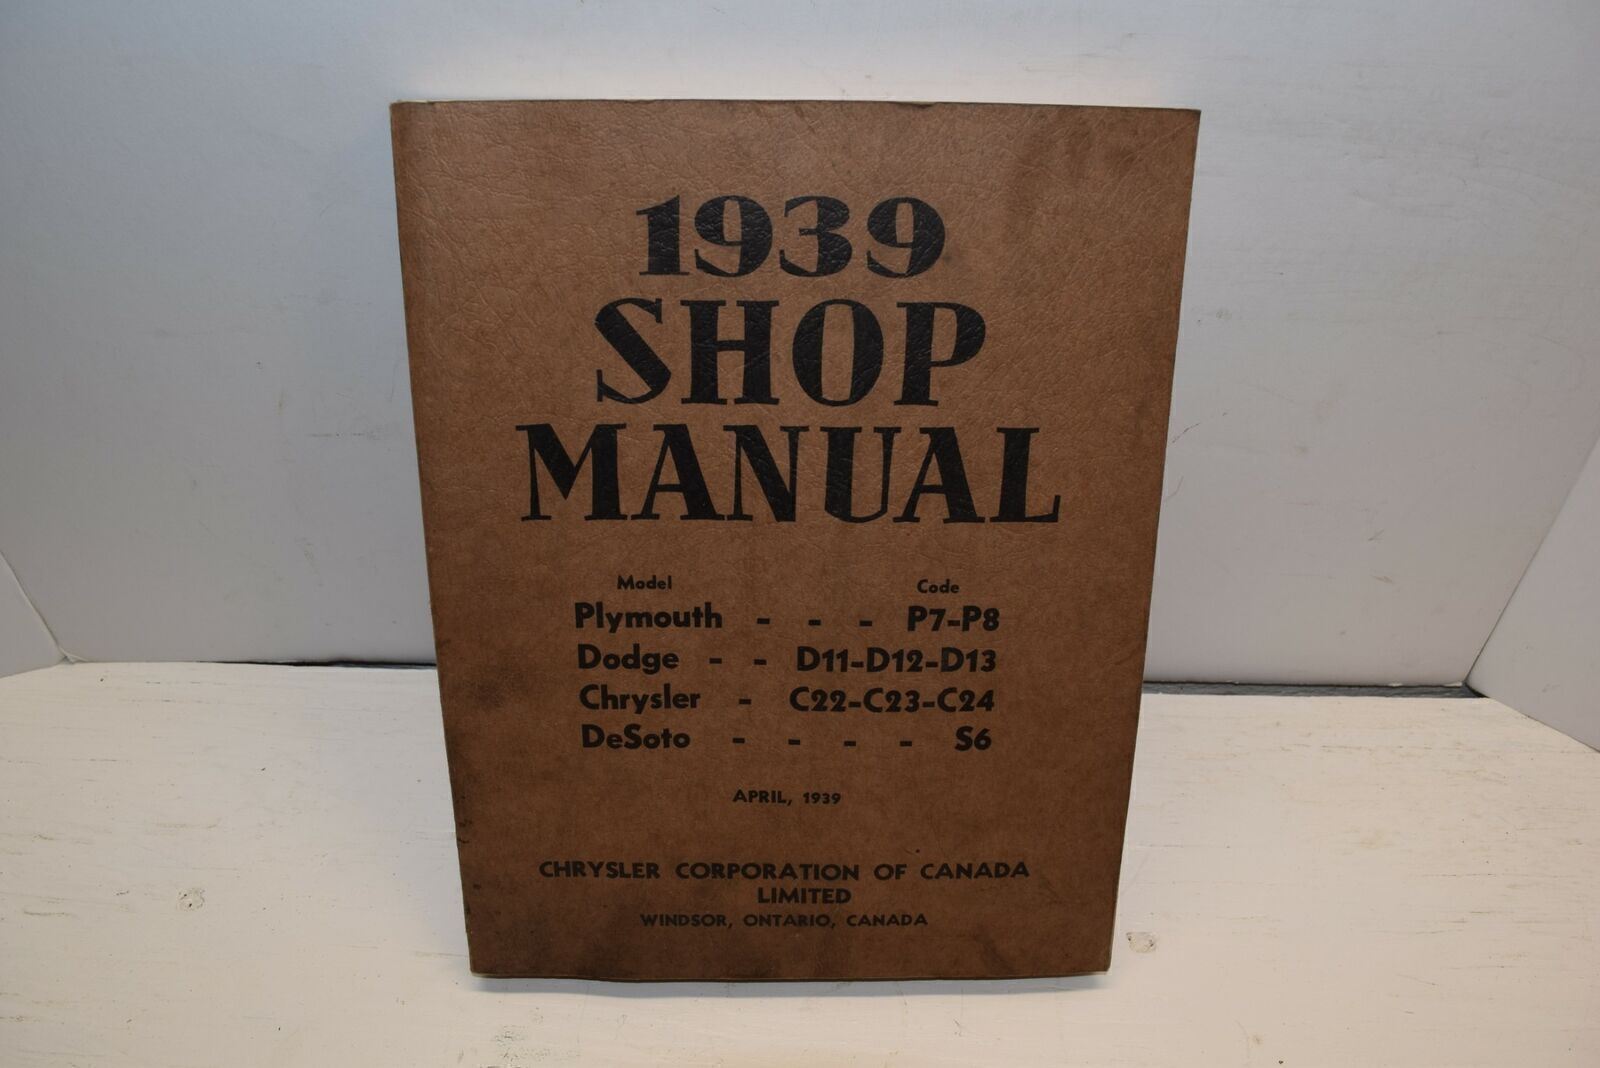 1939
SHOP
MANUAL
Model Code
Plymouth - - - P7-P8
Dodge - - D11-D12-D13
Chrysler - C22-C23-C24
DeSoto - - - - S6
APRIL, 1939
CHRYSLER CORPORATION OF CANADA
LIMITED
WINDSOR, ONTARIO, CANADA